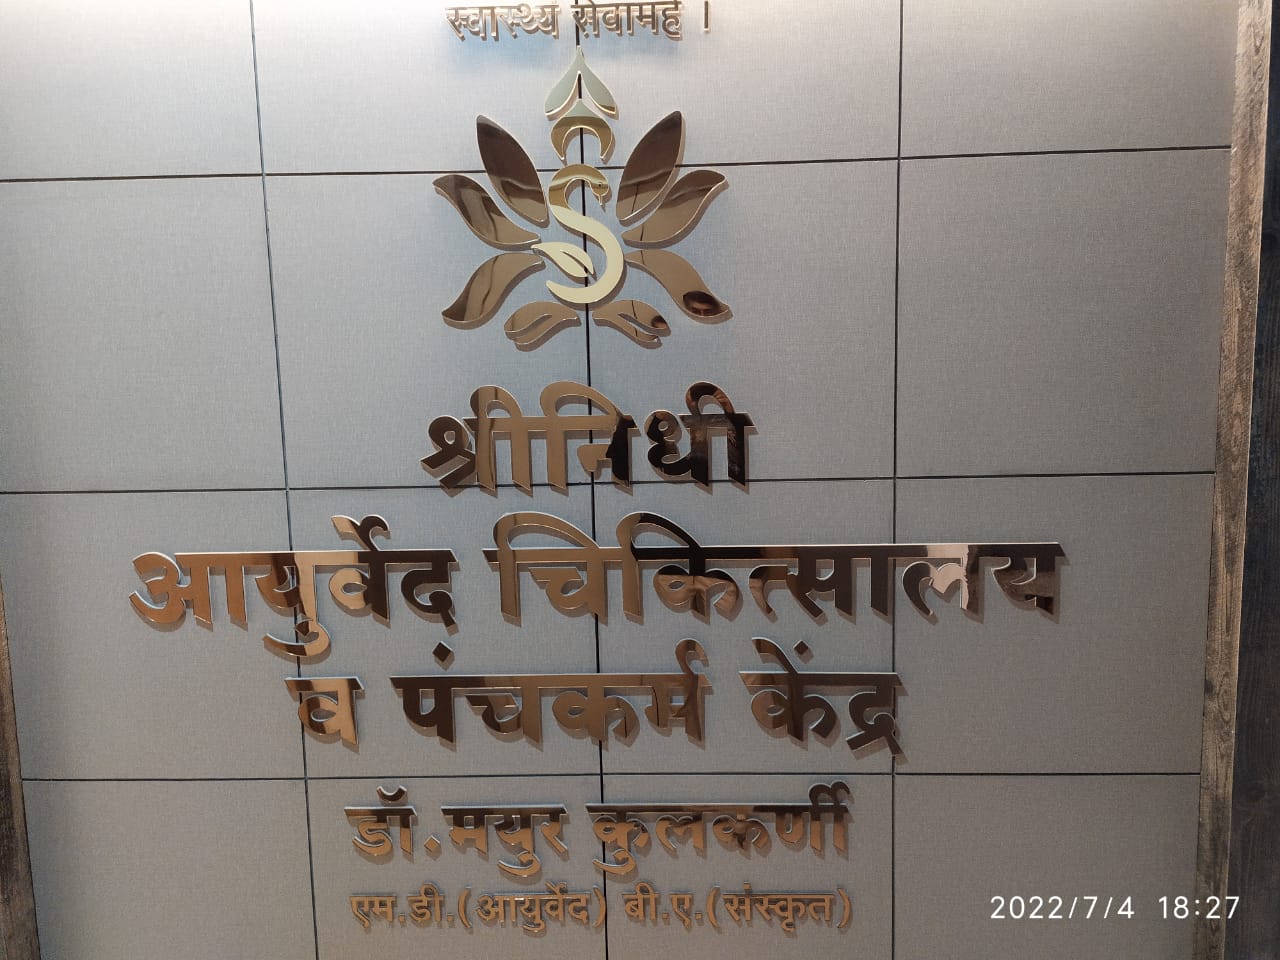 स्वास्थ्यं सेवामहे ।
श्रीनिधी
आयुर्वेद चिकित्सालय
व पंचकर्म केंद्र
डॉ.मयुर कुलकर्णी
एम.डी.(आयुर्वेद) बी.ए.(संस्कृत)
2022/7/4 18:27